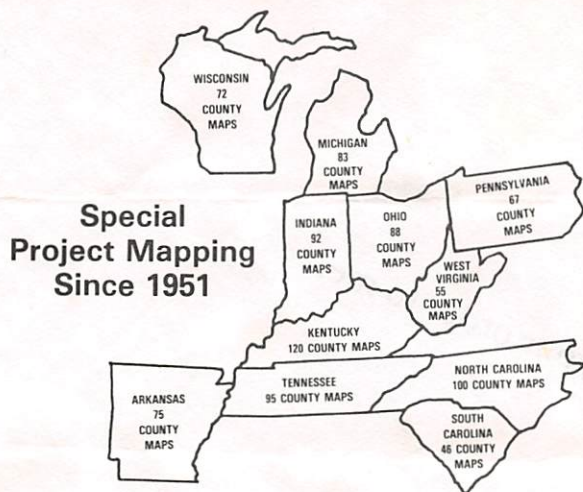 WISCONSIN
72
COUNTY
MAPS
MICHIGAN
83
COUNTY
MAPS
PENNSYLVANIA
67
COUNTY
MAPS
Special
Project Mapping
Since 1951
INDIANA
92
COUNTY
MAPS
OHIO
88
COUNTY
MAPS
WEST
VIRGINIA
55
COUNTY
MAPS
KENTUCKY
120 COUNTY MAPS
ARKANSAS
75
COUNTY
MAPS
TENNESSEE
95 COUNTY MAPS
NORTH CAROLINA
100 COUNTY MAPS
SOUTH
CAROLINA
46 COUNTY
MAPS